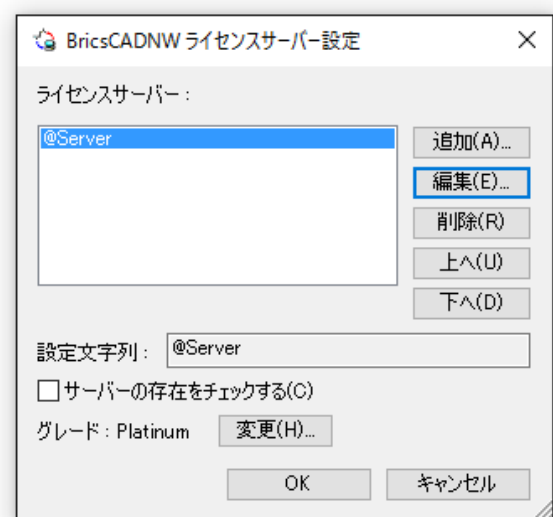 BricsCADNW ライセンスサーバー設定
ライセンスサーバー :
@Server
追加(A)...
編集(E)...
削除(R)
上へ(U)
下へ(D)
設定文字列 : @Server
サーバーの存在をチェックする(C)
グレード : Platinum 変更(H)...
OK キャンセル